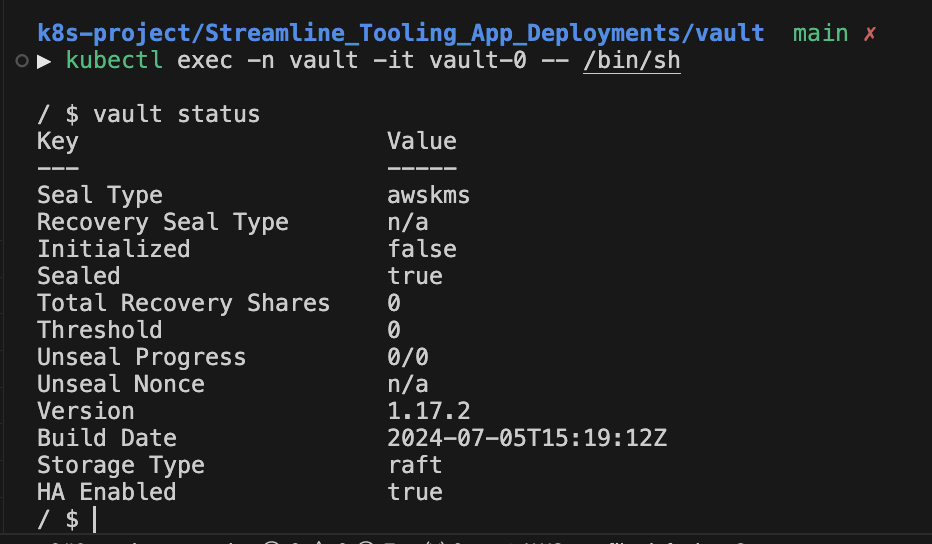 k8s-project/Streamline_Tooling_App_Deployments/vault main ✗
▶ kubectl exec -n vault -it vault-0 -- /bin/sh
/ $ vault status
Key Value
--- -----
Seal Type awskms
Recovery Seal Type n/a
Initialized false
Sealed true
Total Recovery Shares 0
Threshold 0
Unseal Progress 0/0
Unseal Nonce n/a
Version 1.17.2
Build Date 2024-07-05T15:19:12Z
Storage Type raft
HA Enabled true
/ $